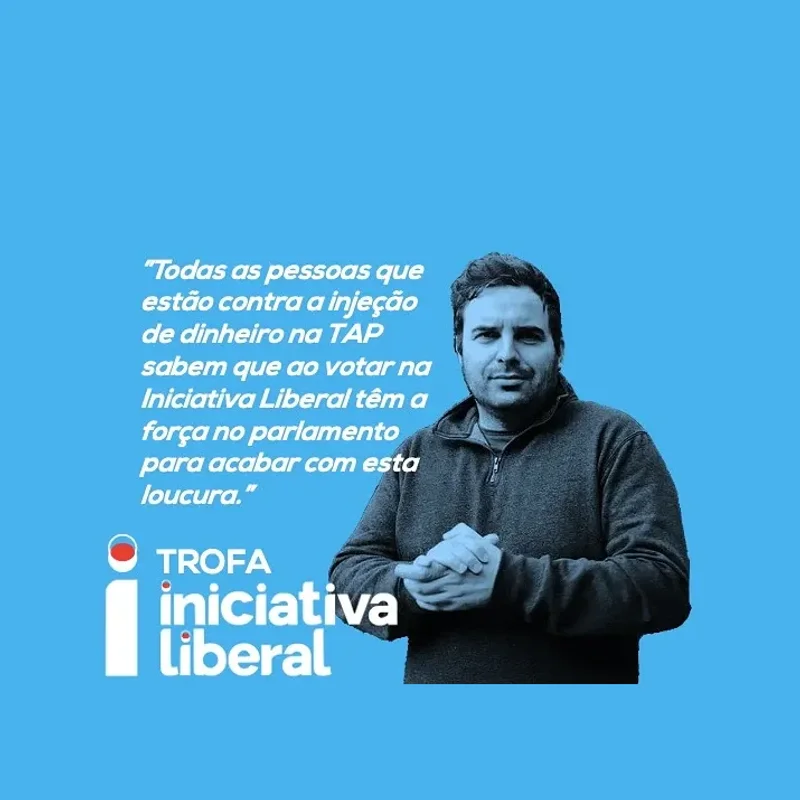 “Todas as pessoas que
estão contra a injeção
de dinheiro na TAP
sabem que ao votar na
Iniciativa Liberal têm a
força no parlamento
para acabar com esta
loucura.”
TROFA
iniciativa
liberal